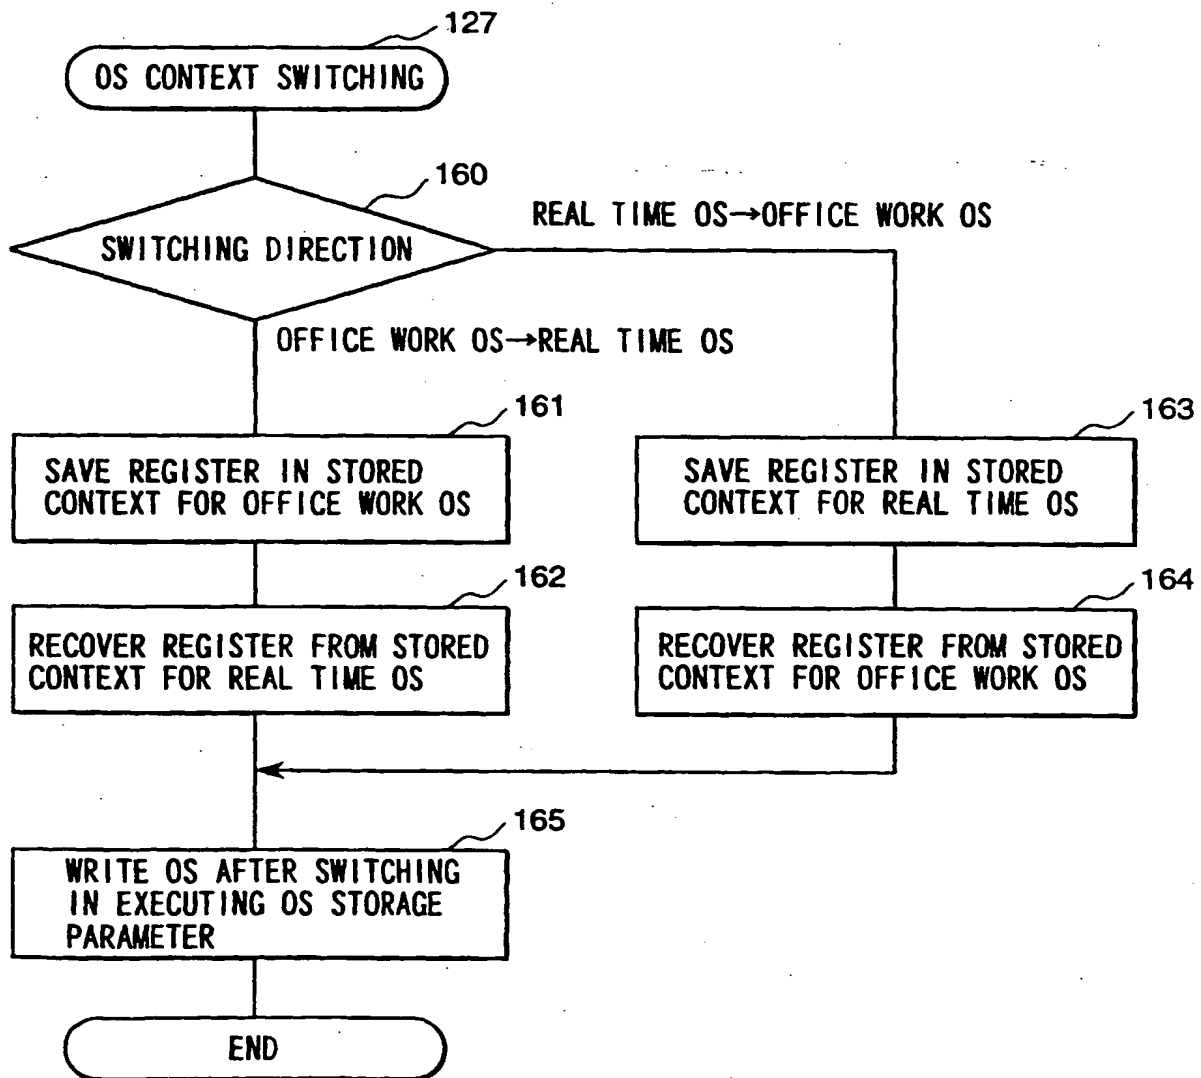 127
OS CONTEXT SWITCHING
160
REAL TIME OS→OFFICE WORK OS
SWITCHING DIRECTION
OFFICE WORK OS→REAL TIME OS
161
SAVE REGISTER IN STORED
CONTEXT FOR OFFICE WORK OS
163
SAVE REGISTER IN STORED
CONTEXT FOR REAL TIME OS
162
RECOVER REGISTER FROM STORED
CONTEXT FOR REAL TIME OS
164
RECOVER REGISTER FROM STORED
CONTEXT FOR OFFICE WORK OS
165
WRITE OS AFTER SWITCHING
IN EXECUTING OS STORAGE
PARAMETER
END